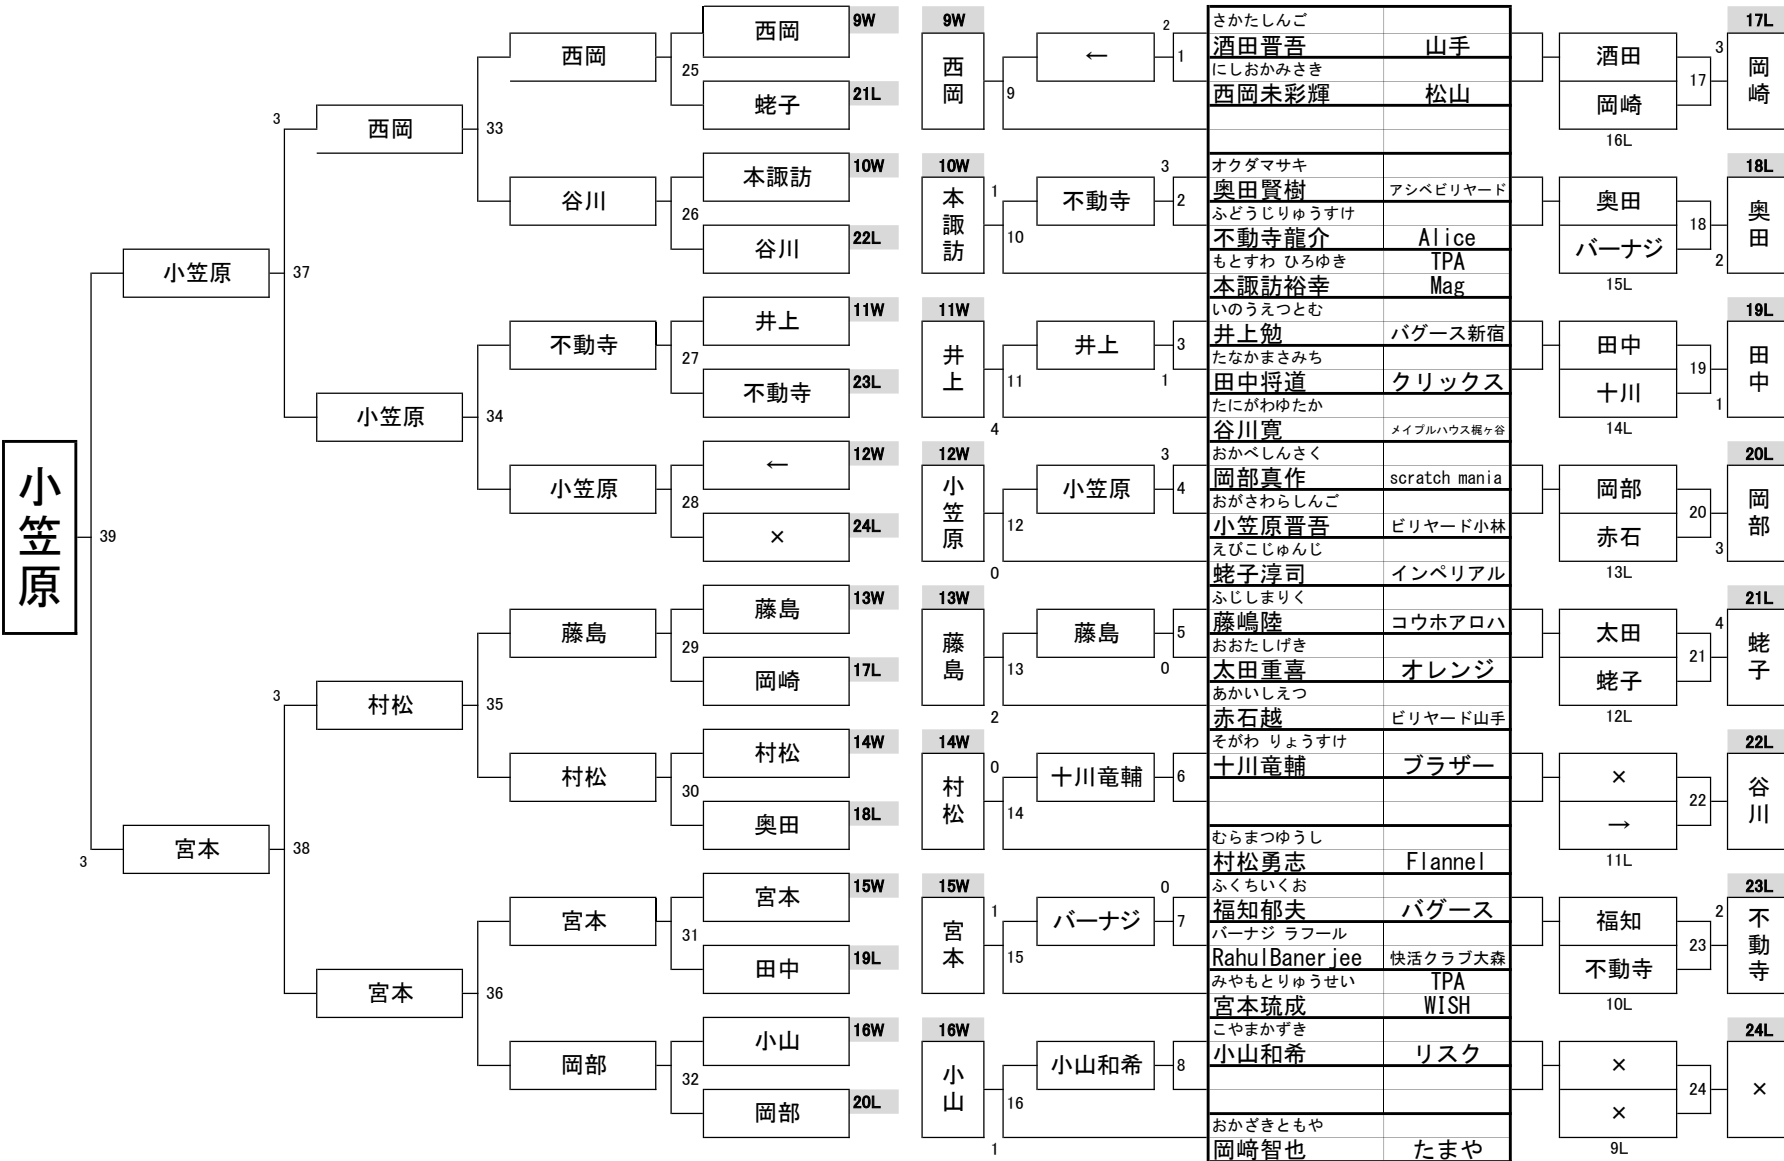 小笠原
39
小笠原
3
宮本
37
38
3
西岡
小笠原
3
村松
宮本
33
34
35
36
西岡
谷川
不動寺
小笠原
藤島
村松
宮本
岡部
25
26
27
28
29
30
31
32
西岡 9W
蛯子 21L
本諏訪 10W
谷川 22L
井上 11W
不動寺 23L
← 12W
× 24L
藤島 13W
岡崎 17L
村松 14W
奥田 18L
宮本 15W
田中 19L
小山 16W
岡部 20L
9W
西岡
9
←
2
1
10W
本諏訪
1
10
不動寺
3
2
11W
井上
11
4
井上
3
1
12W
小笠原
12
0
小笠原
3
4
13W
藤島
13
2
藤島
5
0
14W
村松
0
14
十川竜輔
6
15W
宮本
1
15
バーナジ
0
7
16W
小山
16
1
小山和希
8
さかたしんご
酒田晋吾 山手
にしおかみさき
西岡未彩輝 松山
オクダマサキ
奥田賢樹 アシベビリヤード
ふどうじりゅうすけ
不動寺龍介 Alice
もとすわ ひろゆき TPA
本諏訪裕幸 Mag
いのうえつとむ
井上勉 バグース新宿
たなかまさみち
田中将道 クリックス
たにがわゆたか
谷川寛 メイプルハウス梶ヶ谷
おかべしんさく
岡部真作 scratch mania
おがさわらしんご
小笠原晋吾 ビリヤード小林
えびこじゅんじ
蛯子淳司 インペリアル
ふじしまりく
藤嶋陸 コウホアロハ
おおたしげき
太田重喜 オレンジ
あかいしえつ
赤石越 ビリヤード山手
そがわ りょうすけ
十川竜輔 ブラザー
むらまつゆうし
村松勇志 Flannel
ふくちいくお
福知郁夫 バグース
バーナジ ラフール
RahulBanerjee 快活クラブ大森
みやもとりゅうせい TPA
宮本琉成 WISH
こやまかずき
小山和希 リスク
おかざきともや
岡﨑智也 たまや
酒田
岡崎
16L
3
17
17L
岡崎
奥田
バーナジ
15L
18
2
18L
奥田
田中
十川
14L
19
1
19L
田中
岡部
赤石
13L
20
3
20L
岡部
太田
蛯子
12L
4
21
21L
蛯子
×
→
11L
22
22L
谷川
福知
不動寺
10L
2
23
23L
不動寺
×
×
9L
24
24L
×